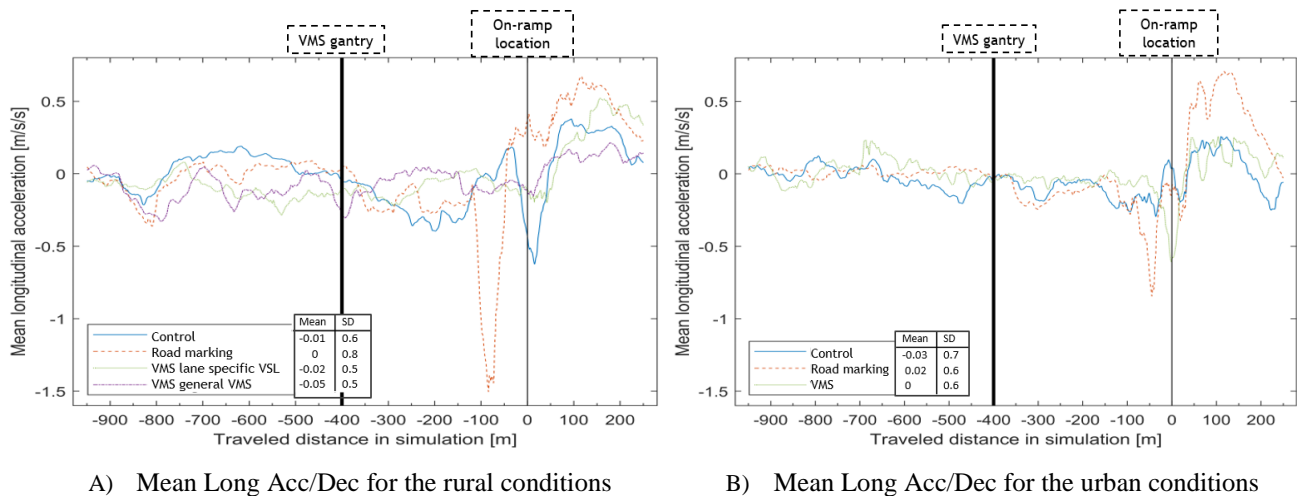 VMS gantry
On-ramp
location
Mean longitudinal acceleration [m/s/s]
0.5
0
-0.5
-1
-1.5
Control
Road marking
VMS lane specific VSL
VMS general VMS
Mean SD
-0.01 0.6
0 0.8
-0.02 0.5
-0.05 0.5
-900 -800 -700 -600 -500 -400 -300 -200 -100 0 100 200
Traveled distance in simulation [m]
A) Mean Long Acc/Dec for the rural conditions
VMS gantry
On-ramp
location
Mean longitudinal acceleration [m/s/s]
0.5
0
-0.5
-1
-1.5
Control
Road marking
VMS
Mean SD
-0.03 0.7
0.02 0.6
0 0.6
-900 -800 -700 -600 -500 -400 -300 -200 -100 0 100 200
Traveled distance in simulation [m]
B) Mean Long Acc/Dec for the urban conditions